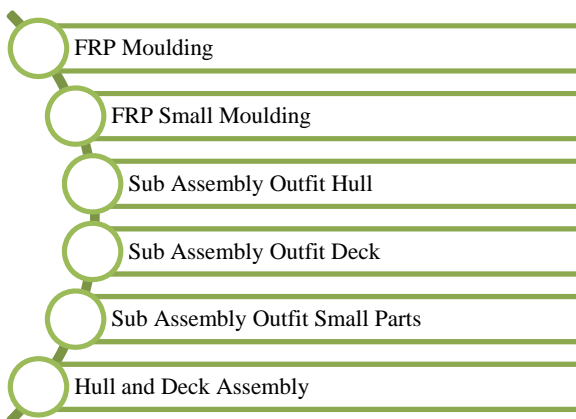 FRP Moulding
FRP Small Moulding
Sub Assembly Outfit Hull
Sub Assembly Outfit Deck
Sub Assembly Outfit Small Parts
Hull and Deck Assembly